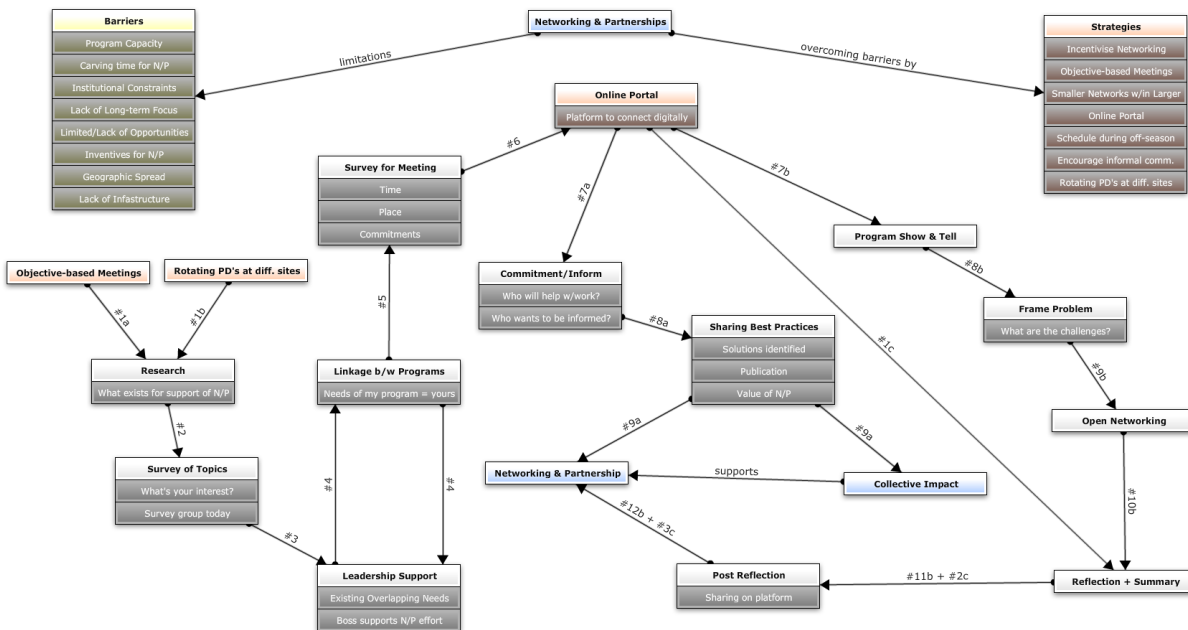 Networking & Partnerships
Barriers
Program Capacity
Carving time for N/P
Institutional Constraints
Lack of Long-term Focus
Limited/Lack of Opportunities
Inventives for N/P
Geographic Spread
Lack of Infastructure
limitations
overcoming barriers by
Strategies
Incentivise Networking
Objective-based Meetings
Smaller Networks w/in Larger
Online Portal
Schedule during off-season
Encourage informal comm.
Rotating PD's at diff. sites
Online Portal
Platform to connect digitally
#6
#7a
#7b
#1c
Survey for Meeting
Time
Place
Commitments
#5
Program Show & Tell
#8b
Objective-based Meetings
Rotating PD's at diff. sites
#1a
#1b
Commitment/Inform
Who will help w/work?
Who wants to be informed?
#8a
Frame Problem
What are the challenges?
#9b
Sharing Best Practices
Solutions identified
Publication
Value of N/P
#9a
#9a
Research
What exists for support of N/P
#2
Linkage b/w Programs
Needs of my program = yours
#4
#4
Open Networking
#10b
Survey of Topics
What's your interest?
Survey group today
#3
Networking & Partnership
supports
Collective Impact
#12b + #3c
Leadership Support
Existing Overlapping Needs
Boss supports N/P effort
Post Reflection
Sharing on platform
#11b + #2c
Reflection + Summary